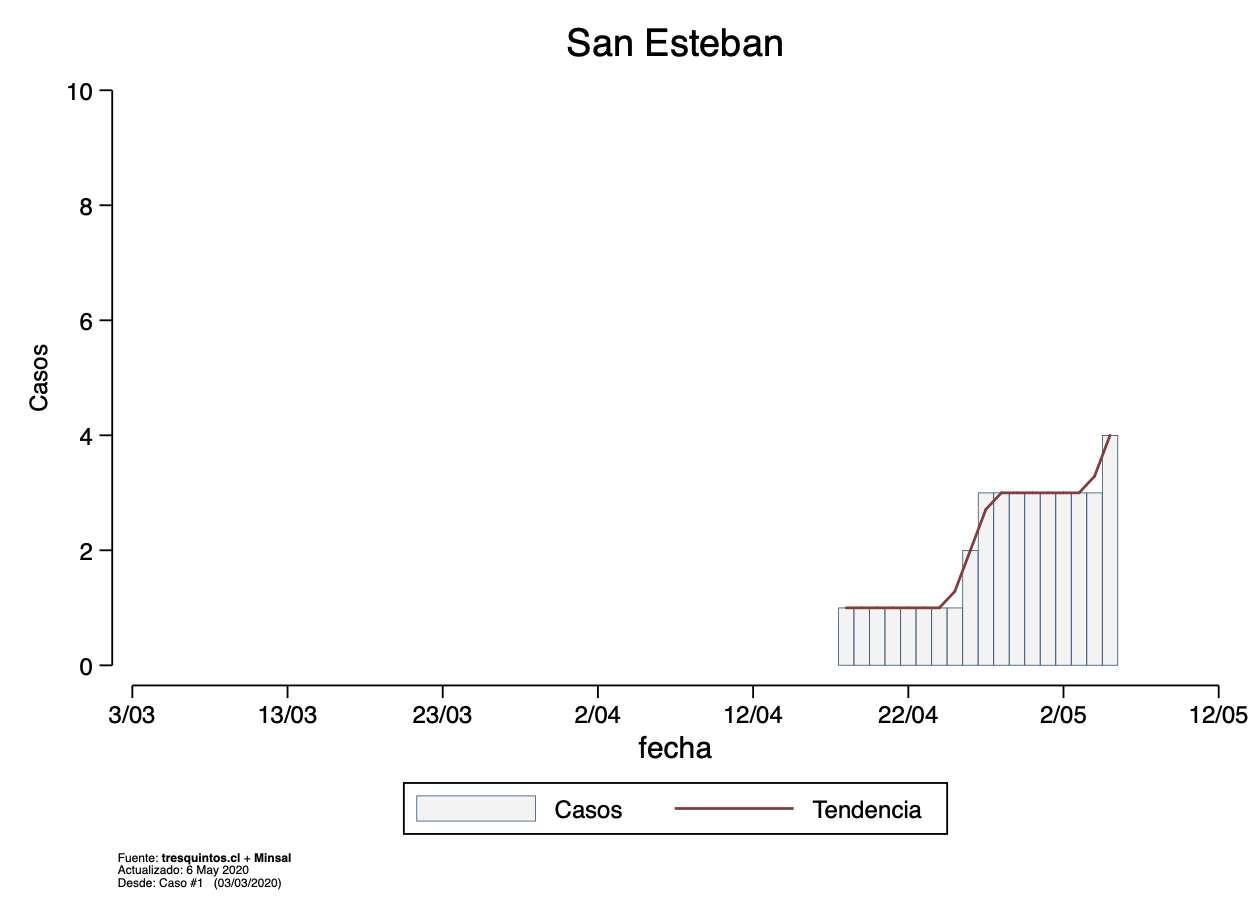 San Esteban
10
8
6
4
2
0
Casos
3/03 13/03 23/03 2/04 12/04 22/04 2/05 12/05
fecha
Casos Tendencia
Fuente: tresquintos.cl + Minsal
Actualizado: 6 May 2020
Desde: Caso #1 (03/03/2020)